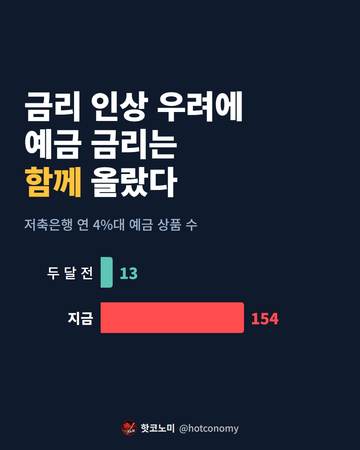 금리 인상 우려에
예금 금리는
함께 올랐다
저축은행 연 4%대 예금 상품 수
두 달 전 13
지금 154
핫코노미 @hotconomy